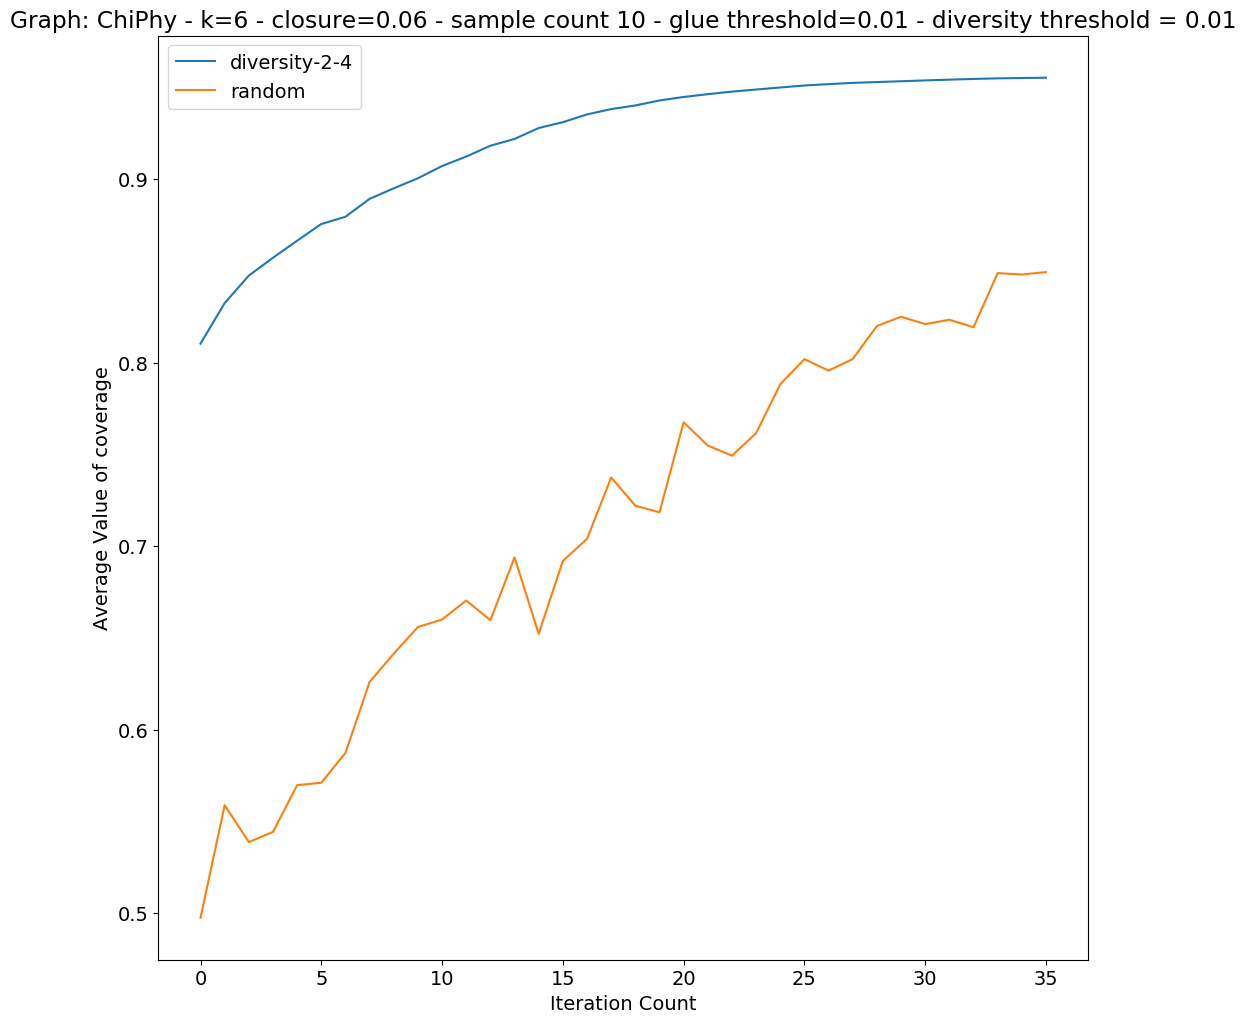 Graph: ChiPhy - k=6 - closure=0.06 - sample count 10 - glue threshold=0.01 - diversity threshold = 0.01
diversity-2-4
random
0.9
0.8
0.7
0.6
0.5
Average Value of coverage
0 5 10 15 20 25 30 35
Iteration Count